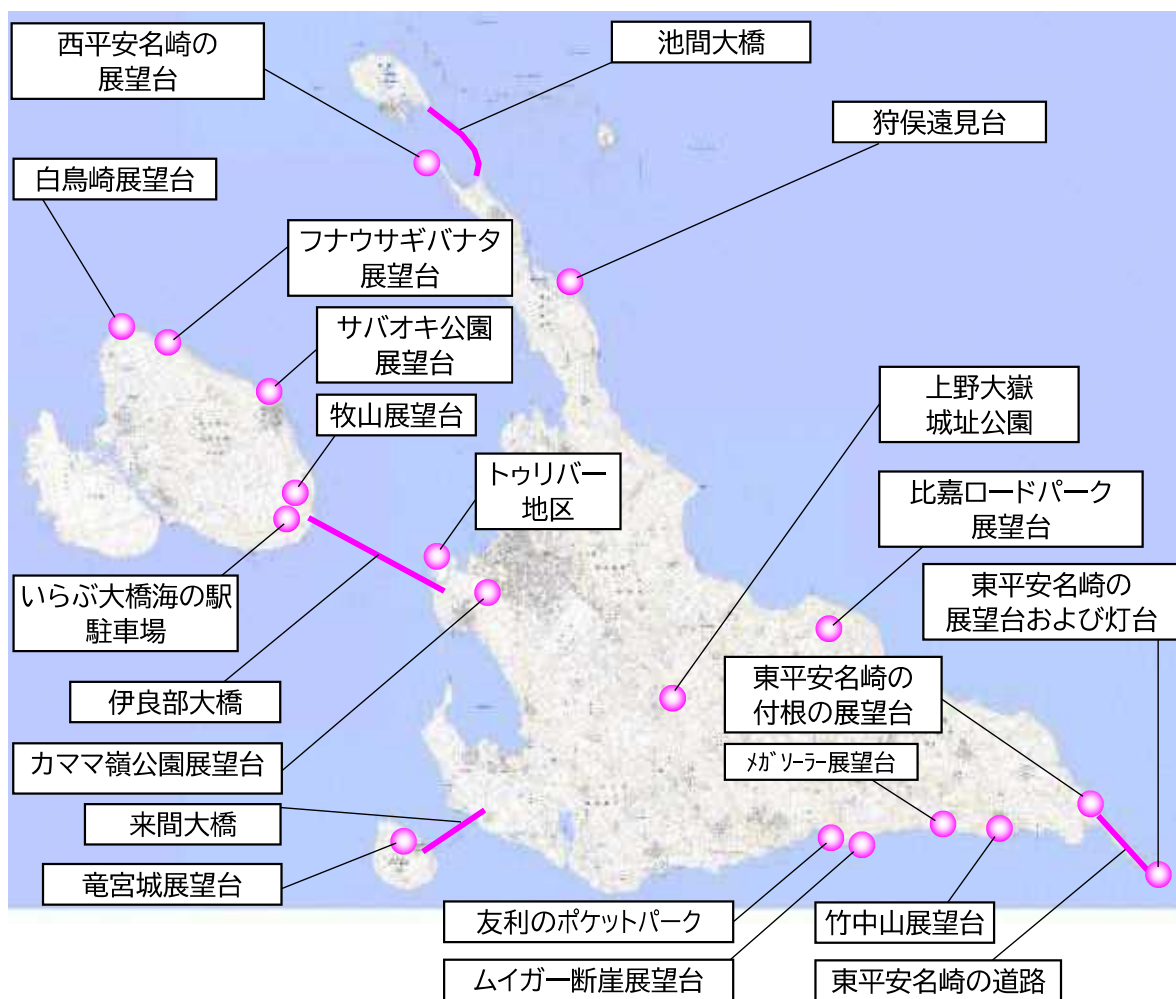 西平安名崎の
展望台
池間大橋
狩俣遠見台
白鳥崎展望台
フナウサギバナタ
展望台
サバオキ公園
展望台
牧山展望台
トゥリバー
地区
上野大嶽
城址公園
比嘉ロードパーク
展望台
いらぶ大橋海の駅
駐車場
東平安名崎の
展望台および灯台
伊良部大橋
東平安名崎の
付根の展望台
カママ嶺公園展望台
メガソーラー展望台
来間大橋
竜宮城展望台
友利のポケットパーク
竹中山展望台
ムイガー断崖展望台
東平安名崎の道路